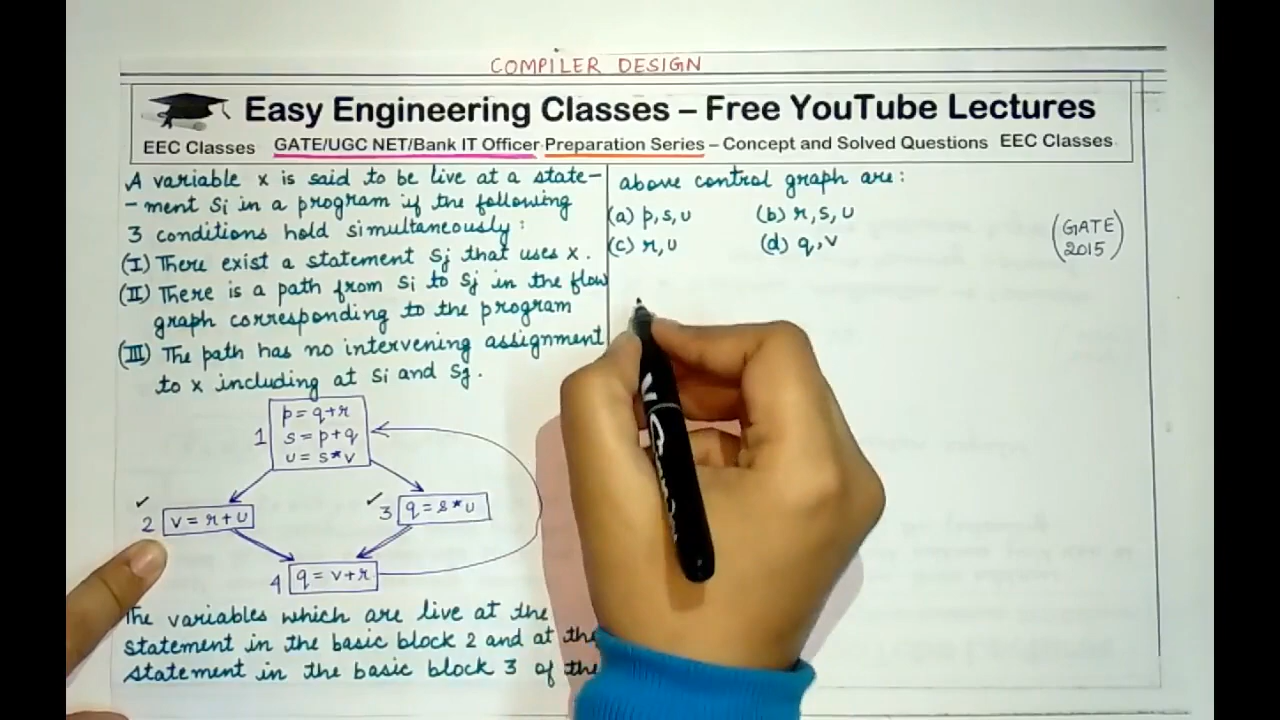 COMPILER DESIGN
Easy Engineering Classes – Free YouTube Lectures
EEC Classes GATE/UGC NET/Bank IT Officer Preparation Series – Concept and Solved Questions EEC Classes
A variable x is said to be live at a state-
-ment Si in a program if the following
3 conditions hold simultaneously:
(I) There exist a statement Sj that uses x.
(II) There is a path from Si to Sj in the flow
graph corresponding to the program
(III) The path has no intervening assignment
to x including at Si and Sj.
p = q+r
1 s = p+q
u = s*v
2 v = r+u
3 q = s*u
4 q = v+r
The variables which are live at the
statement in the basic block 2 and at the
statement in the basic block 3 of the
above control graph are:
(a) p,s,u (b) r,s,u
(c) r,u (d) q,v
(GATE
2015)